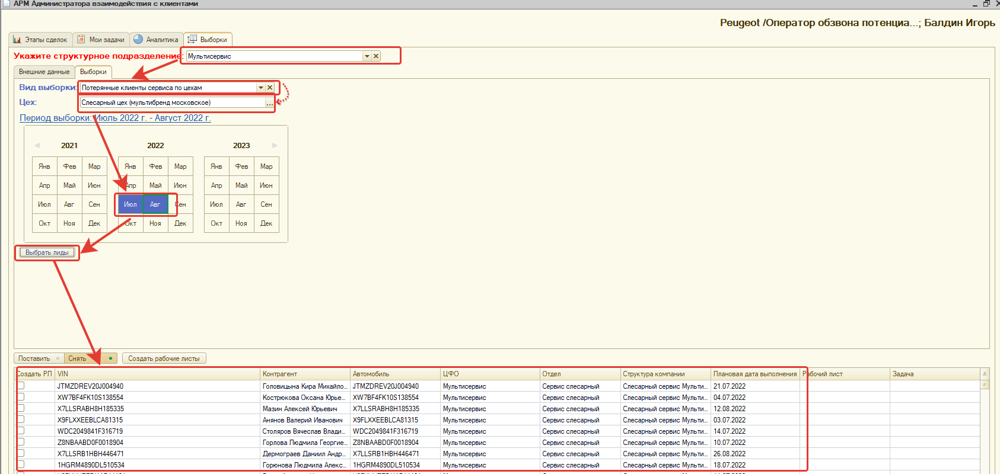 АРМ Администратора взаимодействия с клиентами
Peugeot /Оператор обзвона потенциа...; Балдин Игорь
Этапы сделок Мои задачи Аналитика Выборки
Укажите структурное подразделение: Мультисервис
Внешние данные Выборки
Вид выборки: Потерянные клиенты сервиса по цехам
Цех: Слесарный цех (мультибренд московское) ...
Период выборки: Июль 2022 г. - Август 2022 г.
2021 2022 2023
Янв Фев Мар Янв Фев Мар Янв Фев Мар
Апр Май Июн Апр Май Июн Апр Май Июн
Июл Авг Сен Июл Авг Сен Июл Авг Сен
Окт Ноя Дек Окт Ноя Дек Окт Ноя Дек
Выбрать лиды
Поставить Снять Создать рабочие листы
Создать РЛ VIN Контрагент Автомобиль ЦФО Отдел Структура компании Плановая дата выполнения Рабочий лист Задача
JTMZDREV20J004940 Головицына Кира Михайло... JTMZDREV20J004940 Мультисервис Сервис слесарный Слесарный сервис Мульти... 21.07.2022
XW7BF4FK10S138554 Кострюкова Оксана Юрье... XW7BF4FK10S138554 Мультисервис Сервис слесарный Слесарный сервис Мульти... 04.07.2022
X7LLSRABH8H185335 Мазин Алексей Юрьевич X7LLSRABH8H185335 Мультисервис Сервис слесарный Слесарный сервис Мульти... 12.08.2022
X9FLXXEEBLCA81315 Анянов Валерий Иванович X9FLXXEEBLCA81315 Мультисервис Сервис слесарный Слесарный сервис Мульти... 03.07.2022
WDC2049841F316719 Столяров Вячеслав Влади... WDC2049841F316719 Мультисервис Сервис слесарный Слесарный сервис Мульти... 14.07.2022
Z8NBAABD0F0018904 Горлова Людмила Георгие... Z8NBAABD0F0018904 Мультисервис Сервис слесарный Слесарный сервис Мульти... 10.07.2022
X7LLSRB1HBH446471 Дермограев Даниил Андр... X7LLSRB1HBH446471 Мультисервис Сервис слесарный Слесарный сервис Мульти... 26.08.2022
1HGRM4890DL510534 Горюнова Людмила Алекс... 1HGRM4890DL510534 Мультисервис Сервис слесарный Слесарный сервис Мульти... 18.07.2022